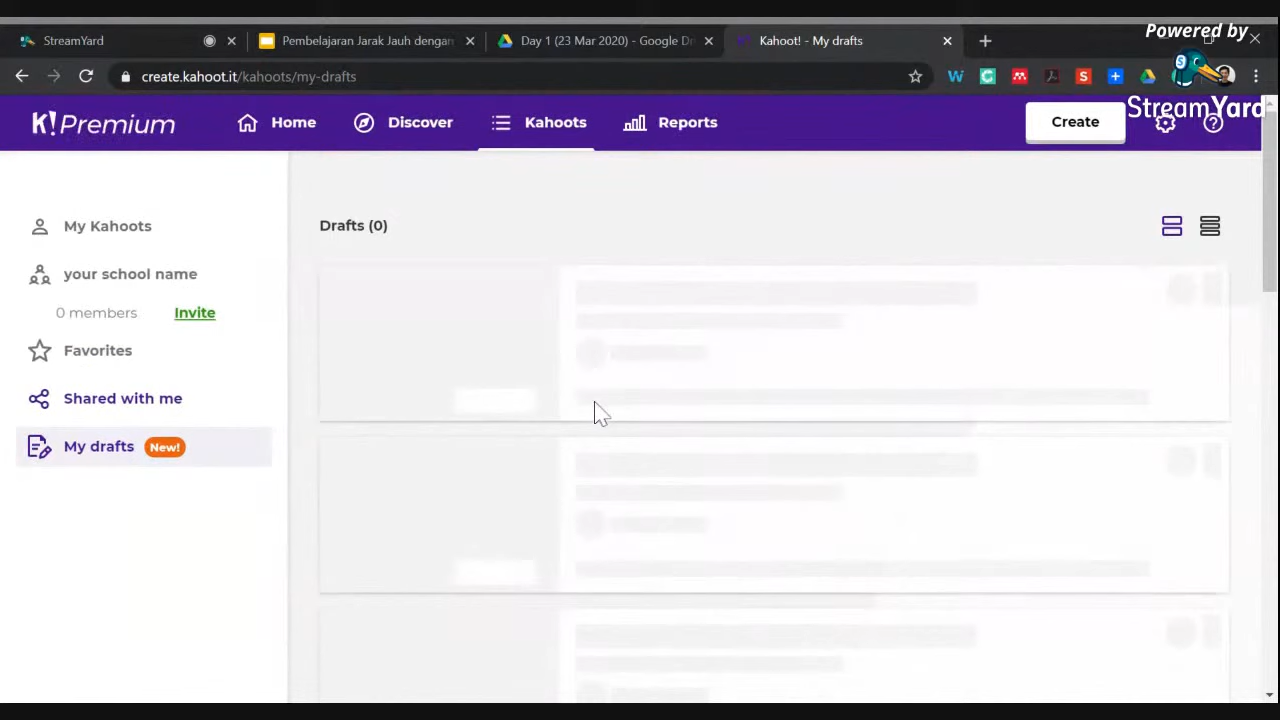 Powered by
StreamYard
StreamYard
Pembelajaran Jarak Jauh dengan
Day 1 (23 Mar 2020) - Google D
Kahoot! - My drafts
create.kahoot.it/kahoots/my-drafts
K! Premium
Home
Discover
Kahoots
Reports
Create
My Kahoots
your school name
0 members
Invite
Favorites
Shared with me
My drafts
New!
Drafts (0)